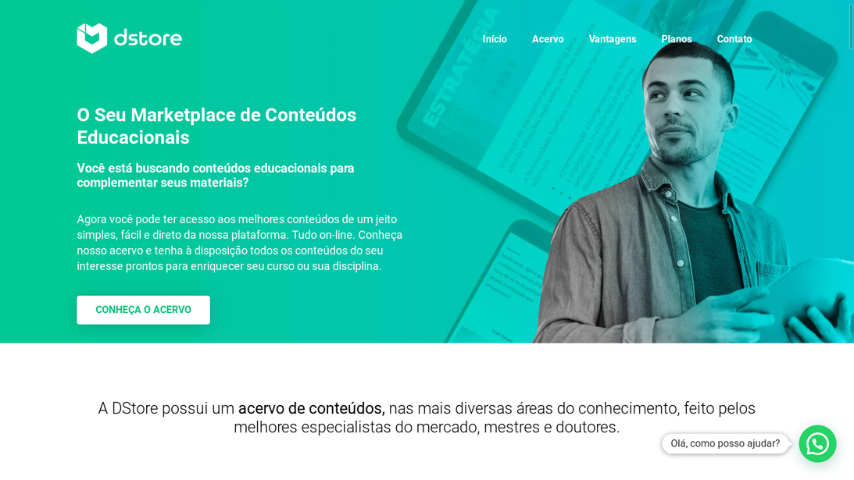 dstore
Início Acervo Vantagens Planos Contato
O Seu Marketplace de Conteúdos
Educacionais
Você está buscando conteúdos educacionais para
complementar seus materiais?
Agora você pode ter acesso aos melhores conteúdos de um jeito
simples, fácil e direto da nossa plataforma. Tudo on-line. Conheça
nosso acervo e tenha à disposição todos os conteúdos do seu
interesse prontos para enriquecer seu curso ou sua disciplina.
CONHEÇA O ACERVO
ESTRATÉGIA
A DStore possui um acervo de conteúdos, nas mais diversas áreas do conhecimento, feito pelos
melhores especialistas do mercado, mestres e doutores.
Olá, como posso ajudar?